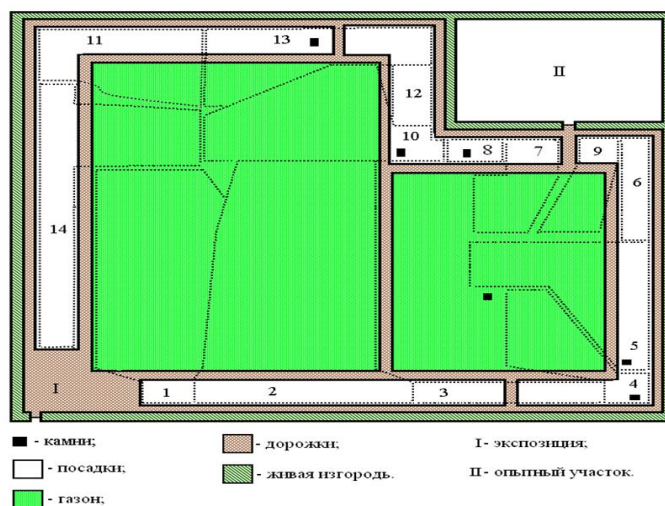 11
13
II
12
10
8
7
9
6
14
5
I
1
2
3
4
- камни;
- дорожки;
I - экспозиция;
- посадки;
- живая изгородь.
II - опытный участок.
- газон;